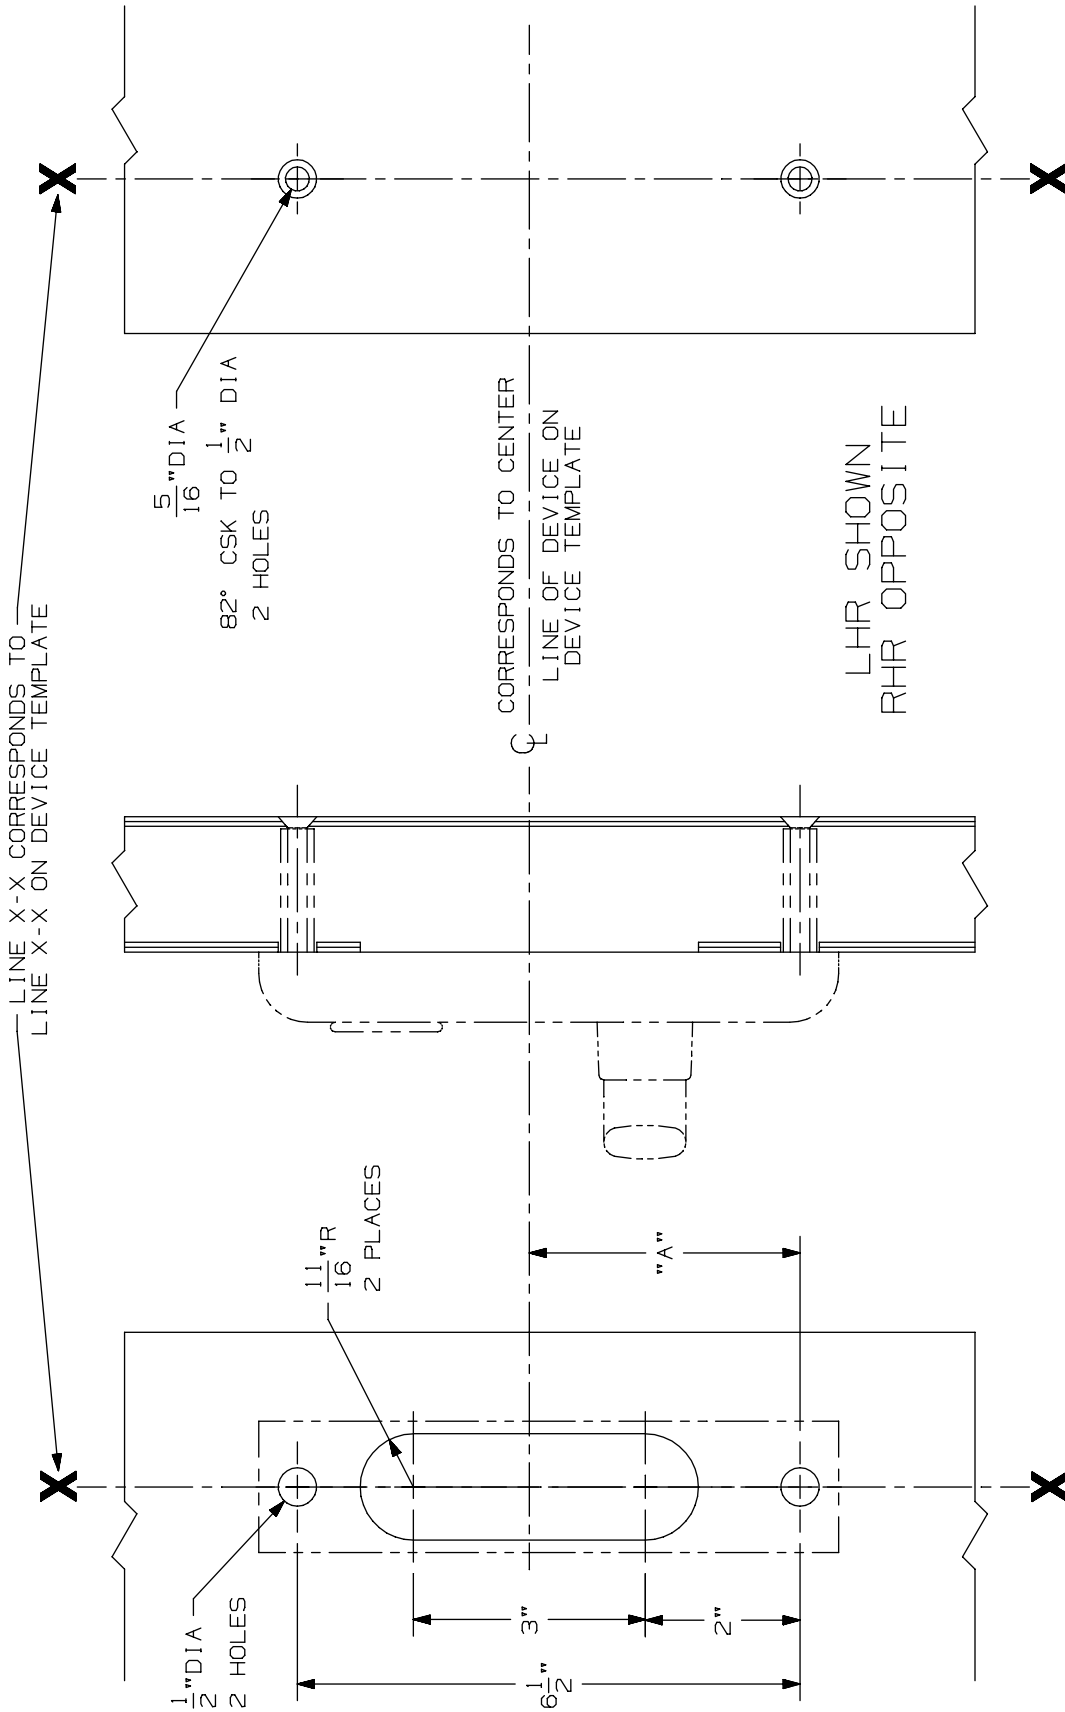 LINE X-X CORRESPONDS TO
LINE X-X ON DEVICE TEMPLATE
X
X
X
X
1/2" DIA
2 HOLES
11/16" R
2 PLACES
5/16" DIA
82° CSK TO 1/2" DIA
2 HOLES
CL
CORRESPONDS TO CENTER
LINE OF DEVICE ON
DEVICE TEMPLATE
3"
2"
6 1/2"
"A"
LHR SHOWN
RHR OPPOSITE